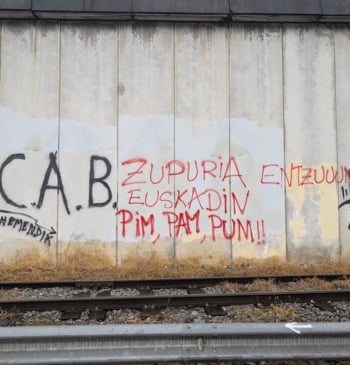 C.A.B.
HEMENDIK
ZUPURIA ENTZUUUN
EUSKADIN
PIM, PAM, PUM!!